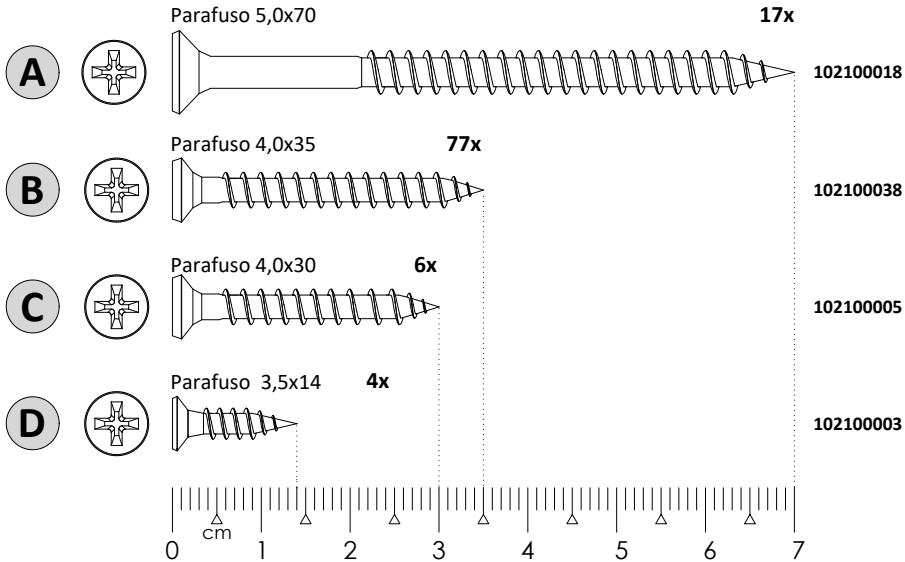 Parafuso 5,0x70 17x
A 102100018
Parafuso 4,0x35 77x
B 102100038
Parafuso 4,0x30 6x
C 102100005
Parafuso 3,5x14 4x
D 102100003
cm
0 1 2 3 4 5 6 7